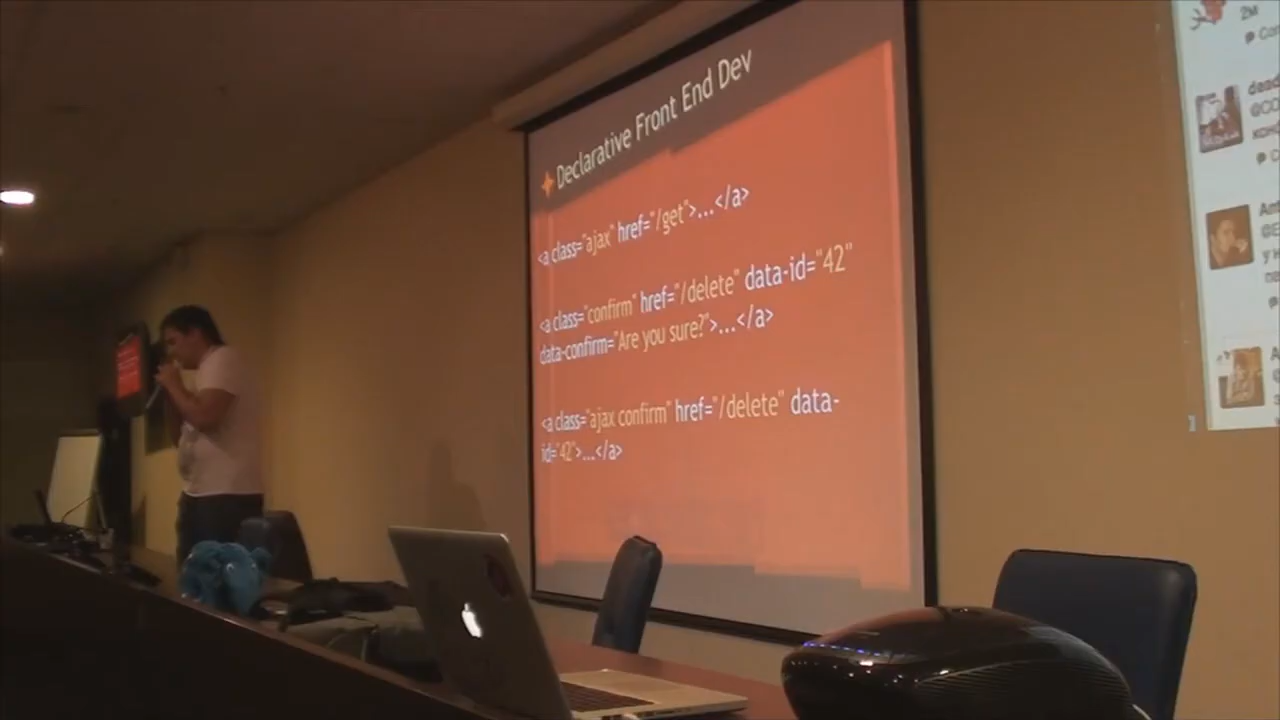 Declarative Front End Dev
<a class="ajax" href="/get">...</a>
<a class="confirm" href="/delete" data-id="42"
data-confirm="Are you sure?">...</a>
<a class="ajax confirm" href="/delete" data-
id="42">...</a>
2м